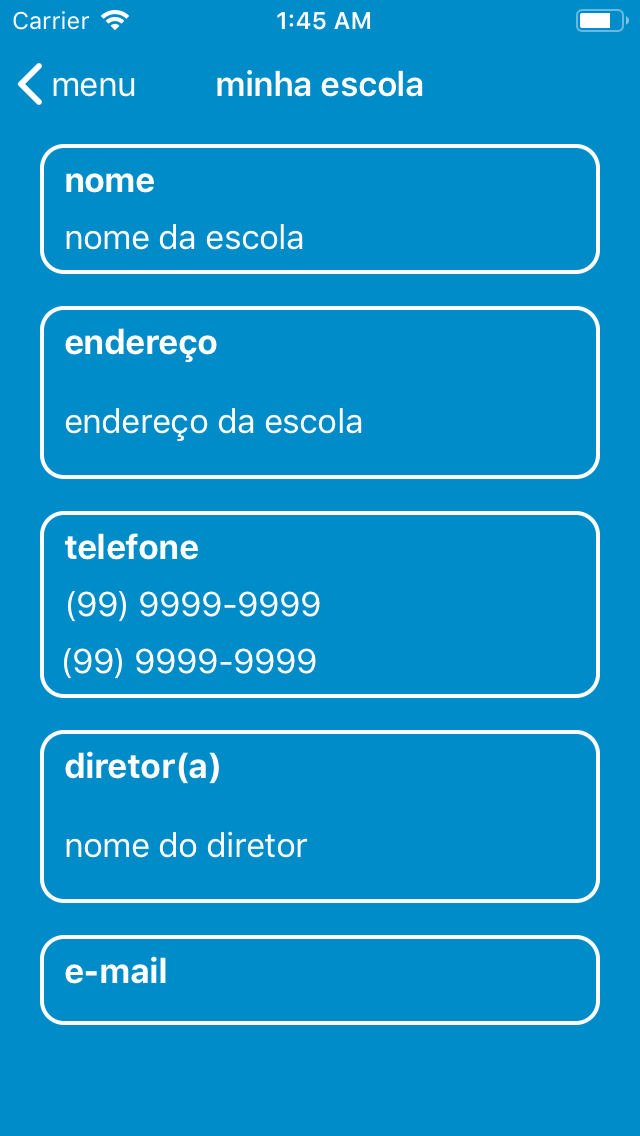 Carrier 1:45 AM
menu minha escola
nome
nome da escola
endereço
endereço da escola
telefone
(99) 9999-9999
(99) 9999-9999
diretor(a)
nome do diretor
e-mail